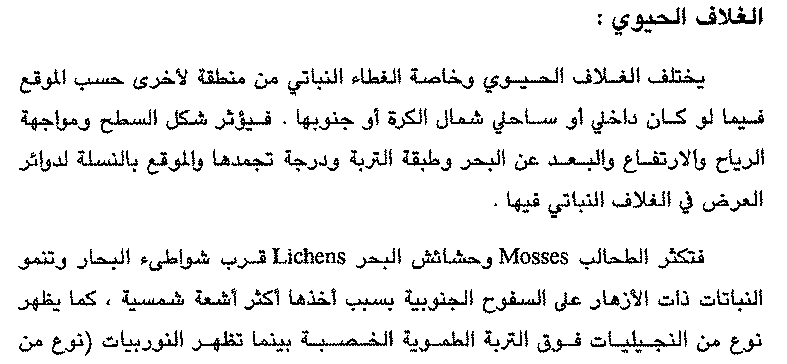 الغلاف الحيوي :
يختلف الغلاف الحيوي وخاصة الغطاء النباتي من منطقة لأخرى حسب الموقع
فيما لو كان داخلي أو ساحلي شمال الكرة أو جنوبها . فيؤثر شكل السطح ومواجهة
الرياح والارتفاع والبعد عن البحر وطبقة التربة ودرجة تجمدها والموقع بالنسلة لدوائر
العرض في الغلاف النباتي فيها .
فتكثر الطحالب Mosses وحشائش البحر Lichens قرب شواطىء البحار وتنمو
النباتات ذات الأزهار على السفوح الجنوبية بسبب أخذها أكثر أشعة شمسية ، كما يظهر
نوع من النجيليات فوق التربة الطموية الخصبة بينما تظهر النوربيات (نوع من